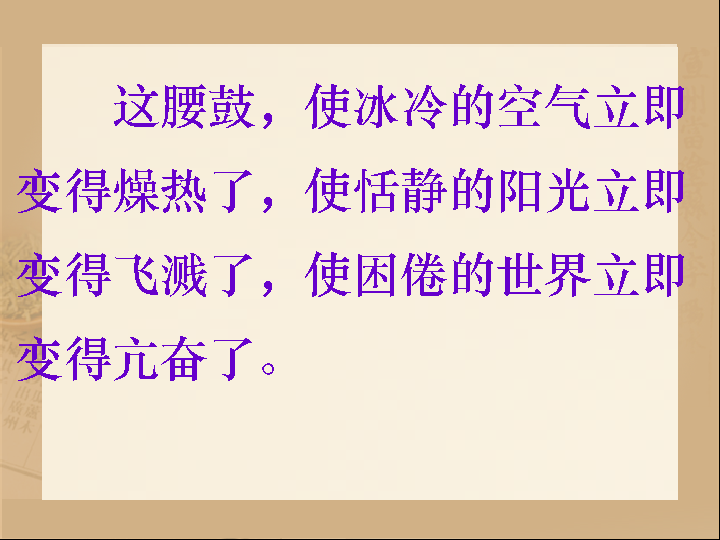 这腰鼓，使冰冷的空气立即
变得燥热了，使恬静的阳光立即
变得飞溅了，使困倦的世界立即
变得亢奋了。